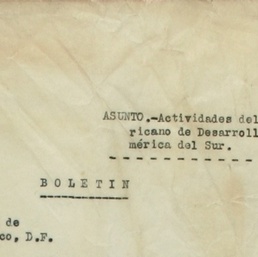 ASUNTO.-Actividades del
ricano de Desarroll
mérica del Sur.
BOLETIN
de
co, D.F.